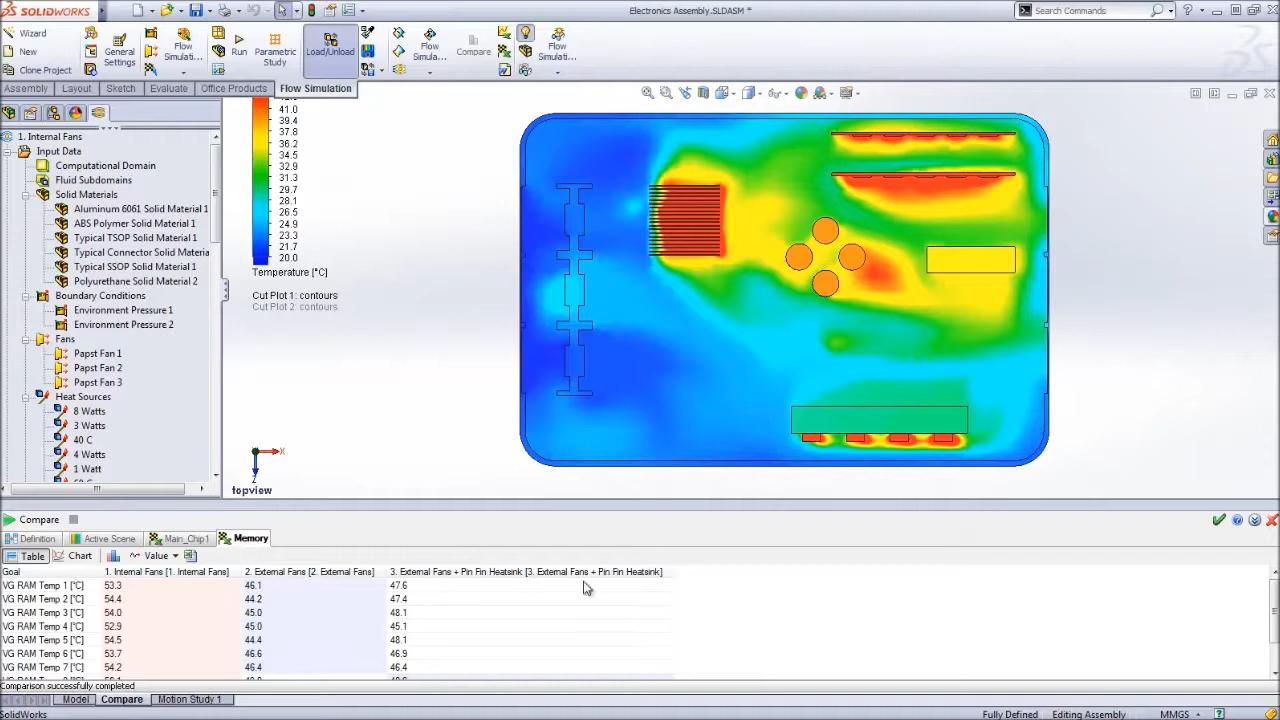 SOLIDWORKS
Electronics Assembly.SLDASM *
Search Commands
Wizard
New
Clone Project
General Settings
Flow Simulati...
Run
Parametric Study
Load/Unload
Flow Simula...
Compare
Flow Simulati...
Assembly
Layout
Sketch
Evaluate
Office Products
Flow Simulation
1. Internal Fans
Input Data
Computational Domain
Fluid Subdomains
Solid Materials
Aluminum 6061 Solid Material 1
ABS Polymer Solid Material 1
Typical TSOP Solid Material 1
Typical Connector Solid Materia
Typical SSOP Solid Material 1
Polyurethane Solid Material 2
Boundary Conditions
Environment Pressure 1
Environment Pressure 2
Fans
Papst Fan 1
Papst Fan 2
Papst Fan 3
Heat Sources
8 Watts
3 Watts
40 C
4 Watts
1 Watt
41.0
39.4
37.8
36.2
34.5
32.9
31.3
29.7
28.1
26.5
24.9
23.3
21.7
20.0
Temperature [°C]
Cut Plot 1: contours
Cut Plot 2: contours
X
Z
topview
Compare
Definition
Active Scene
Main_Chip1
Memory
Table
Chart
Value
Goal 1. Internal Fans [1. Internal Fans] 2. External Fans [2. External Fans] 3. External Fans + Pin Fin Heatsink [3. External Fans + Pin Fin Heatsink]
VG RAM Temp 1 [°C] 53.3 46.1 47.6
VG RAM Temp 2 [°C] 54.4 44.2 47.4
VG RAM Temp 3 [°C] 54.0 45.0 48.1
VG RAM Temp 4 [°C] 52.9 45.0 45.1
VG RAM Temp 5 [°C] 54.5 44.4 48.1
VG RAM Temp 6 [°C] 53.7 46.6 46.9
VG RAM Temp 7 [°C] 54.2 46.4 46.4
Comparison successfully completed
Model
Compare
Motion Study 1
SolidWorks
Fully Defined
Editing Assembly
MMGS